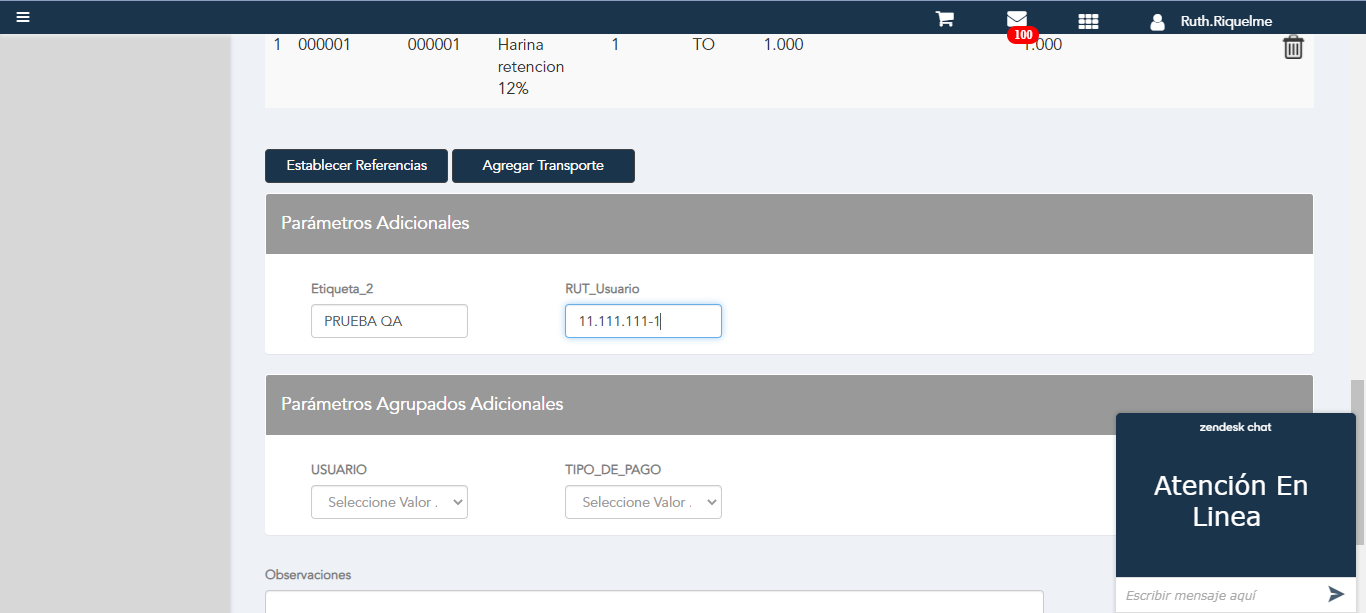 Ruth.Riquelme
100
1 000001 000001 Harina 1 TO 1.000 1.000
retencion
12%
Establecer Referencias Agregar Transporte
Parámetros Adicionales
Etiqueta_2 RUT_Usuario
PRUEBA QA 11.111.111-1
Parámetros Agrupados Adicionales
USUARIO TIPO_DE_PAGO
Seleccione Valor . Seleccione Valor .
Observaciones
zendesk chat
Atención En
Linea
Escribir mensaje aquí